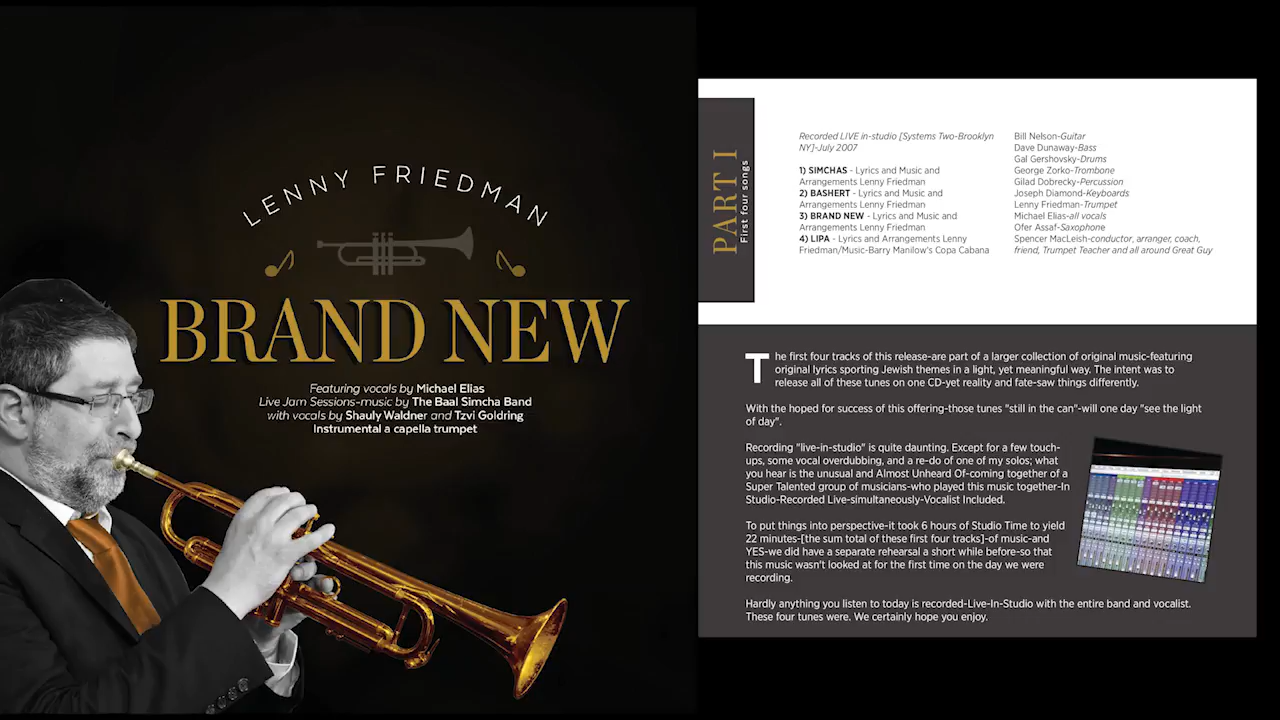 LENNY FRIEDMAN
BRAND NEW
Featuring vocals by Michael Elias
Live Jam Sessions-music by The Baal Simcha Band
with vocals by Shauly Waldner and Tzvi Goldring
Instrumental a capella trumpet
PART I
First four songs
Recorded LIVE in-studio [Systems Two-Brooklyn
NY]-July 2007
1) SIMCHAS - Lyrics and Music and
Arrangements Lenny Friedman
2) BASHERT - Lyrics and Music and
Arrangements Lenny Friedman
3) BRAND NEW - Lyrics and Music and
Arrangements Lenny Friedman
4) LIPA - Lyrics and Arrangements Lenny
Friedman/Music-Barry Manilow's Copa Cabana
Bill Nelson-Guitar
Dave Dunaway-Bass
Gal Gershovsky-Drums
George Zorko-Trombone
Gilad Dobrecky-Percussion
Joseph Diamond-Keyboards
Lenny Friedman-Trumpet
Michael Elias-all vocals
Ofer Assaf-Saxophone
Spencer MacLeish-conductor, arranger, coach,
friend, Trumpet Teacher and all around Great Guy
The first four tracks of this release-are part of a larger collection of original music-featuring
original lyrics sporting Jewish themes in a light, yet meaningful way. The intent was to
release all of these tunes on one CD-yet reality and fate-saw things differently.
With the hoped for success of this offering-those tunes "still in the can"-will one day "see the light
of day".
Recording "live-in-studio" is quite daunting. Except for a few touch-
ups, some vocal overdubbing, and a re-do of one of my solos; what
you hear is the unusual and Almost Unheard Of-coming together of a
Super Talented group of musicians-who played this music together-In
Studio-Recorded Live-simultaneously-Vocalist Included.
To put things into perspective-it took 6 hours of Studio Time to yield
22 minutes-[the sum total of these first four tracks]-of music-and
YES-we did have a separate rehearsal a short while before-so that
this music wasn't looked at for the first time on the day we were
recording.
Hardly anything you listen to today is recorded-Live-In-Studio with the entire band and vocalist.
These four tunes were. We certainly hope you enjoy.